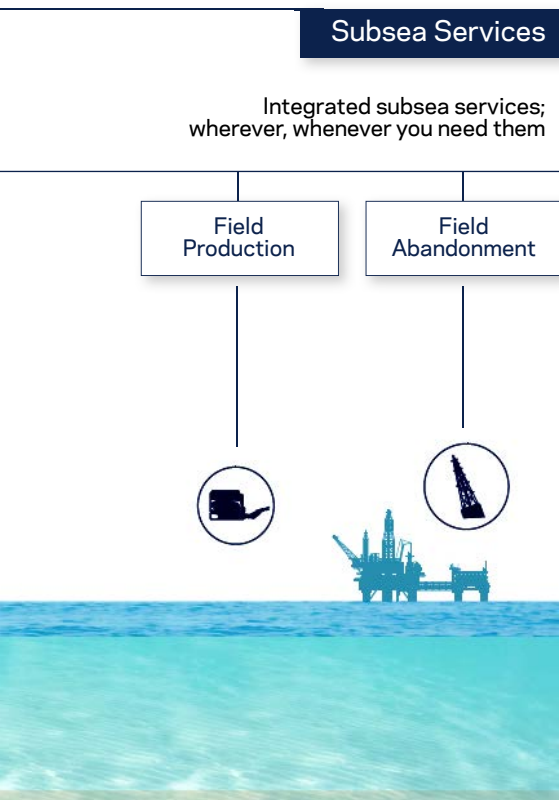 Subsea Services
Integrated subsea services;
wherever, whenever you need them
Field
Production
Field
Abandonment